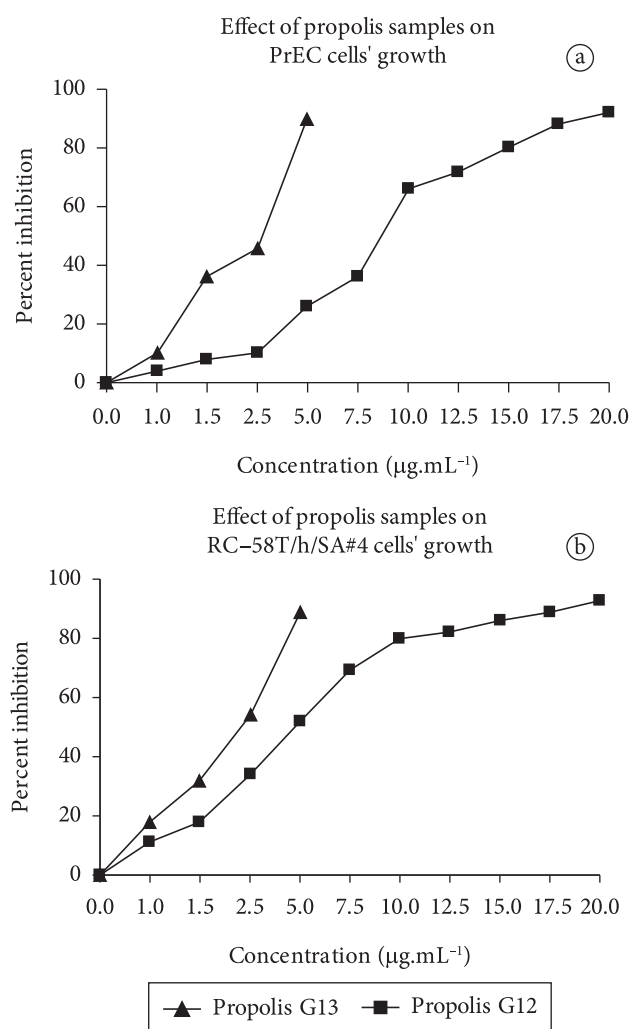 Effect of propolis samples on
PrEC cells' growth
a
100
80
60
40
20
0
Percent inhibition
0.0 1.0 1.5 2.5 5.0 7.5 10.0 12.5 15.0 17.5 20.0
Concentration (μg.mL⁻¹)
Effect of propolis samples on
RC–58T/h/SA#4 cells' growth
b
100
80
60
40
20
0
Percent inhibition
0.0 1.0 1.5 2.5 5.0 7.5 10.0 12.5 15.0 17.5 20.0
Concentration (μg.mL⁻¹)
Propolis G13 Propolis G12